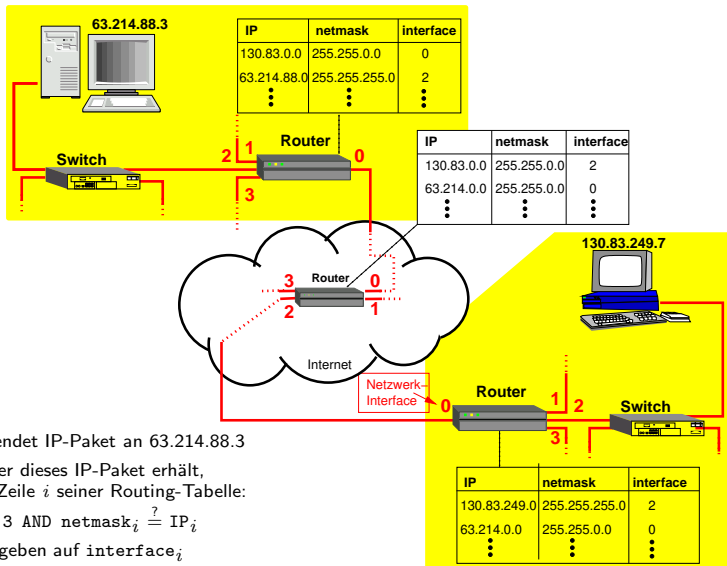 63.214.88.3
IP netmask interface
130.83.0.0 255.255.0.0 0
63.214.88.0 255.255.255.0 2
Router
Switch
2 1 0
3
IP netmask interface
130.83.0.0 255.255.0.0 2
63.214.0.0 255.255.0.0 0
130.83.249.7
Router
3 0
2 1
Internet
Netzwerk−
Interface
0
Router
1 2
3
Switch
endet IP-Paket an 63.214.88.3
er dieses IP-Paket erhält,
Zeile i seiner Routing-Tabelle:
3 AND netmaskᵢ ≟ IPᵢ
geben auf interfaceᵢ
IP netmask interface
130.83.249.0 255.255.255.0 2
63.214.0.0 255.255.0.0 0